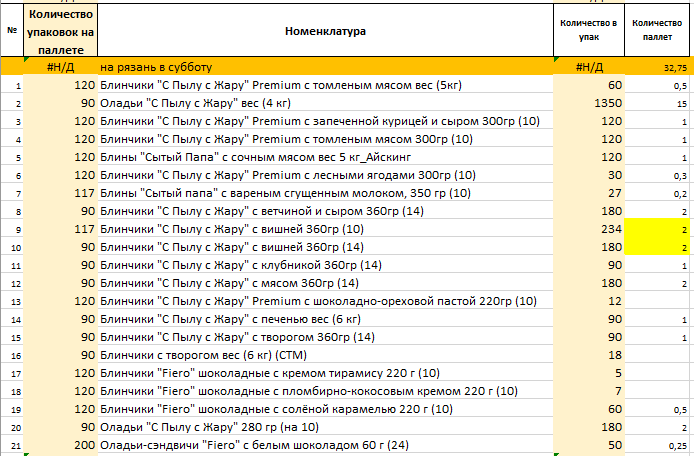 № Количество упаковок на паллете Номенклатура Количество в упак Количество паллет
#Н/Д на рязань в субботу #Н/Д 32,75
1 120 Блинчики "С Пылу с Жару" Premium с томленым мясом вес (5кг) 60 0,5
2 90 Оладьи "С Пылу с Жару" вес (4 кг) 1350 15
3 120 Блинчики "С Пылу с Жару" Premium с запеченной курицей и сыром 300гр (10) 120 1
4 120 Блинчики "С Пылу с Жару" Premium с томленым мясом 300гр (10) 120 1
5 120 Блины "Сытый Папа" с сочным мясом вес 5 кг_Айскинг 120 1
6 120 Блинчики "С Пылу с Жару" Premium с лесными ягодами 300гр (10) 30 0,3
7 117 Блины "Сытый папа" с вареным сгущенным молоком, 350 гр (10) 27 0,2
8 90 Блинчики "С Пылу с Жару" с ветчиной и сыром 360гр (14) 180 2
9 117 Блинчики "С Пылу с Жару" с вишней 360гр (10) 234 2
10 90 Блинчики "С Пылу с Жару" с вишней 360гр (14) 180 2
11 90 Блинчики "С Пылу с Жару" с клубникой 360гр (14) 90 1
12 90 Блинчики "С Пылу с Жару" с мясом 360гр (14) 180 2
13 120 Блинчики "С Пылу с Жару" Premium с шоколадно-ореховой пастой 220гр (10) 12
14 90 Блинчики "С Пылу с Жару" с печенью вес (6 кг) 90 1
15 90 Блинчики "С Пылу с Жару" с творогом 360гр (14) 90 1
16 90 Блинчики с творогом вес (6 кг) (СТМ) 18
17 120 Блинчики "Fiero" шоколадные с кремом тирамису 220 г (10) 5
18 120 Блинчики "Fiero" шоколадные с пломбирно-кокосовым кремом 220 г (10) 7
19 120 Блинчики "Fiero" шоколадные с солёной карамелью 220 г (10) 60 0,5
20 90 Оладьи "С Пылу с Жару" 280 гр (на 10) 180 2
21 200 Оладьи-сэндвичи "Fiero" с белым шоколадом 60 г (24) 50 0,25